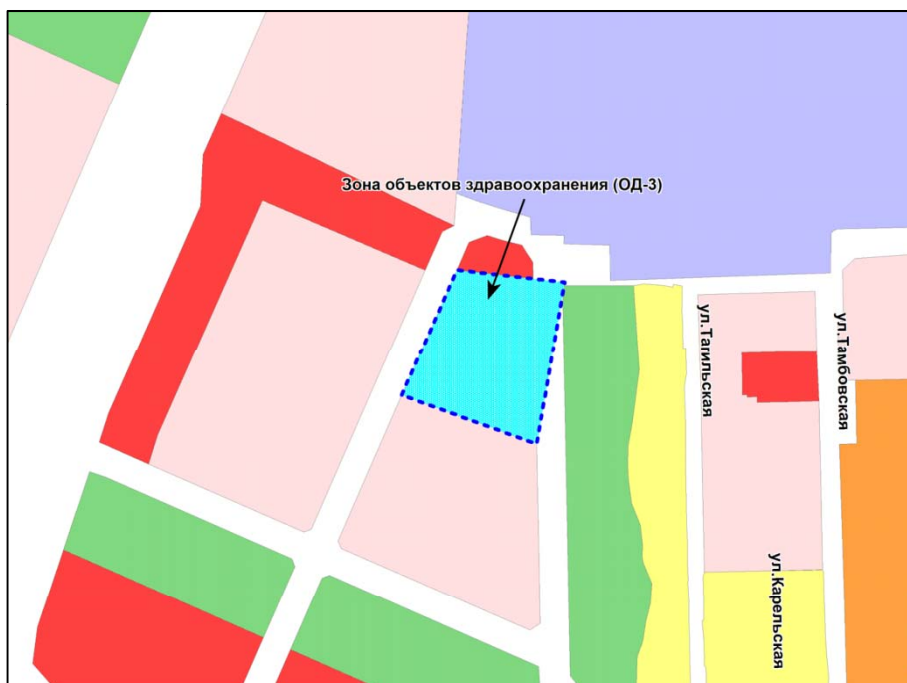 Зона объектов здравоохранения (ОД-3)
ул.Тагильская
ул.Тамбовская
ул.Карельская